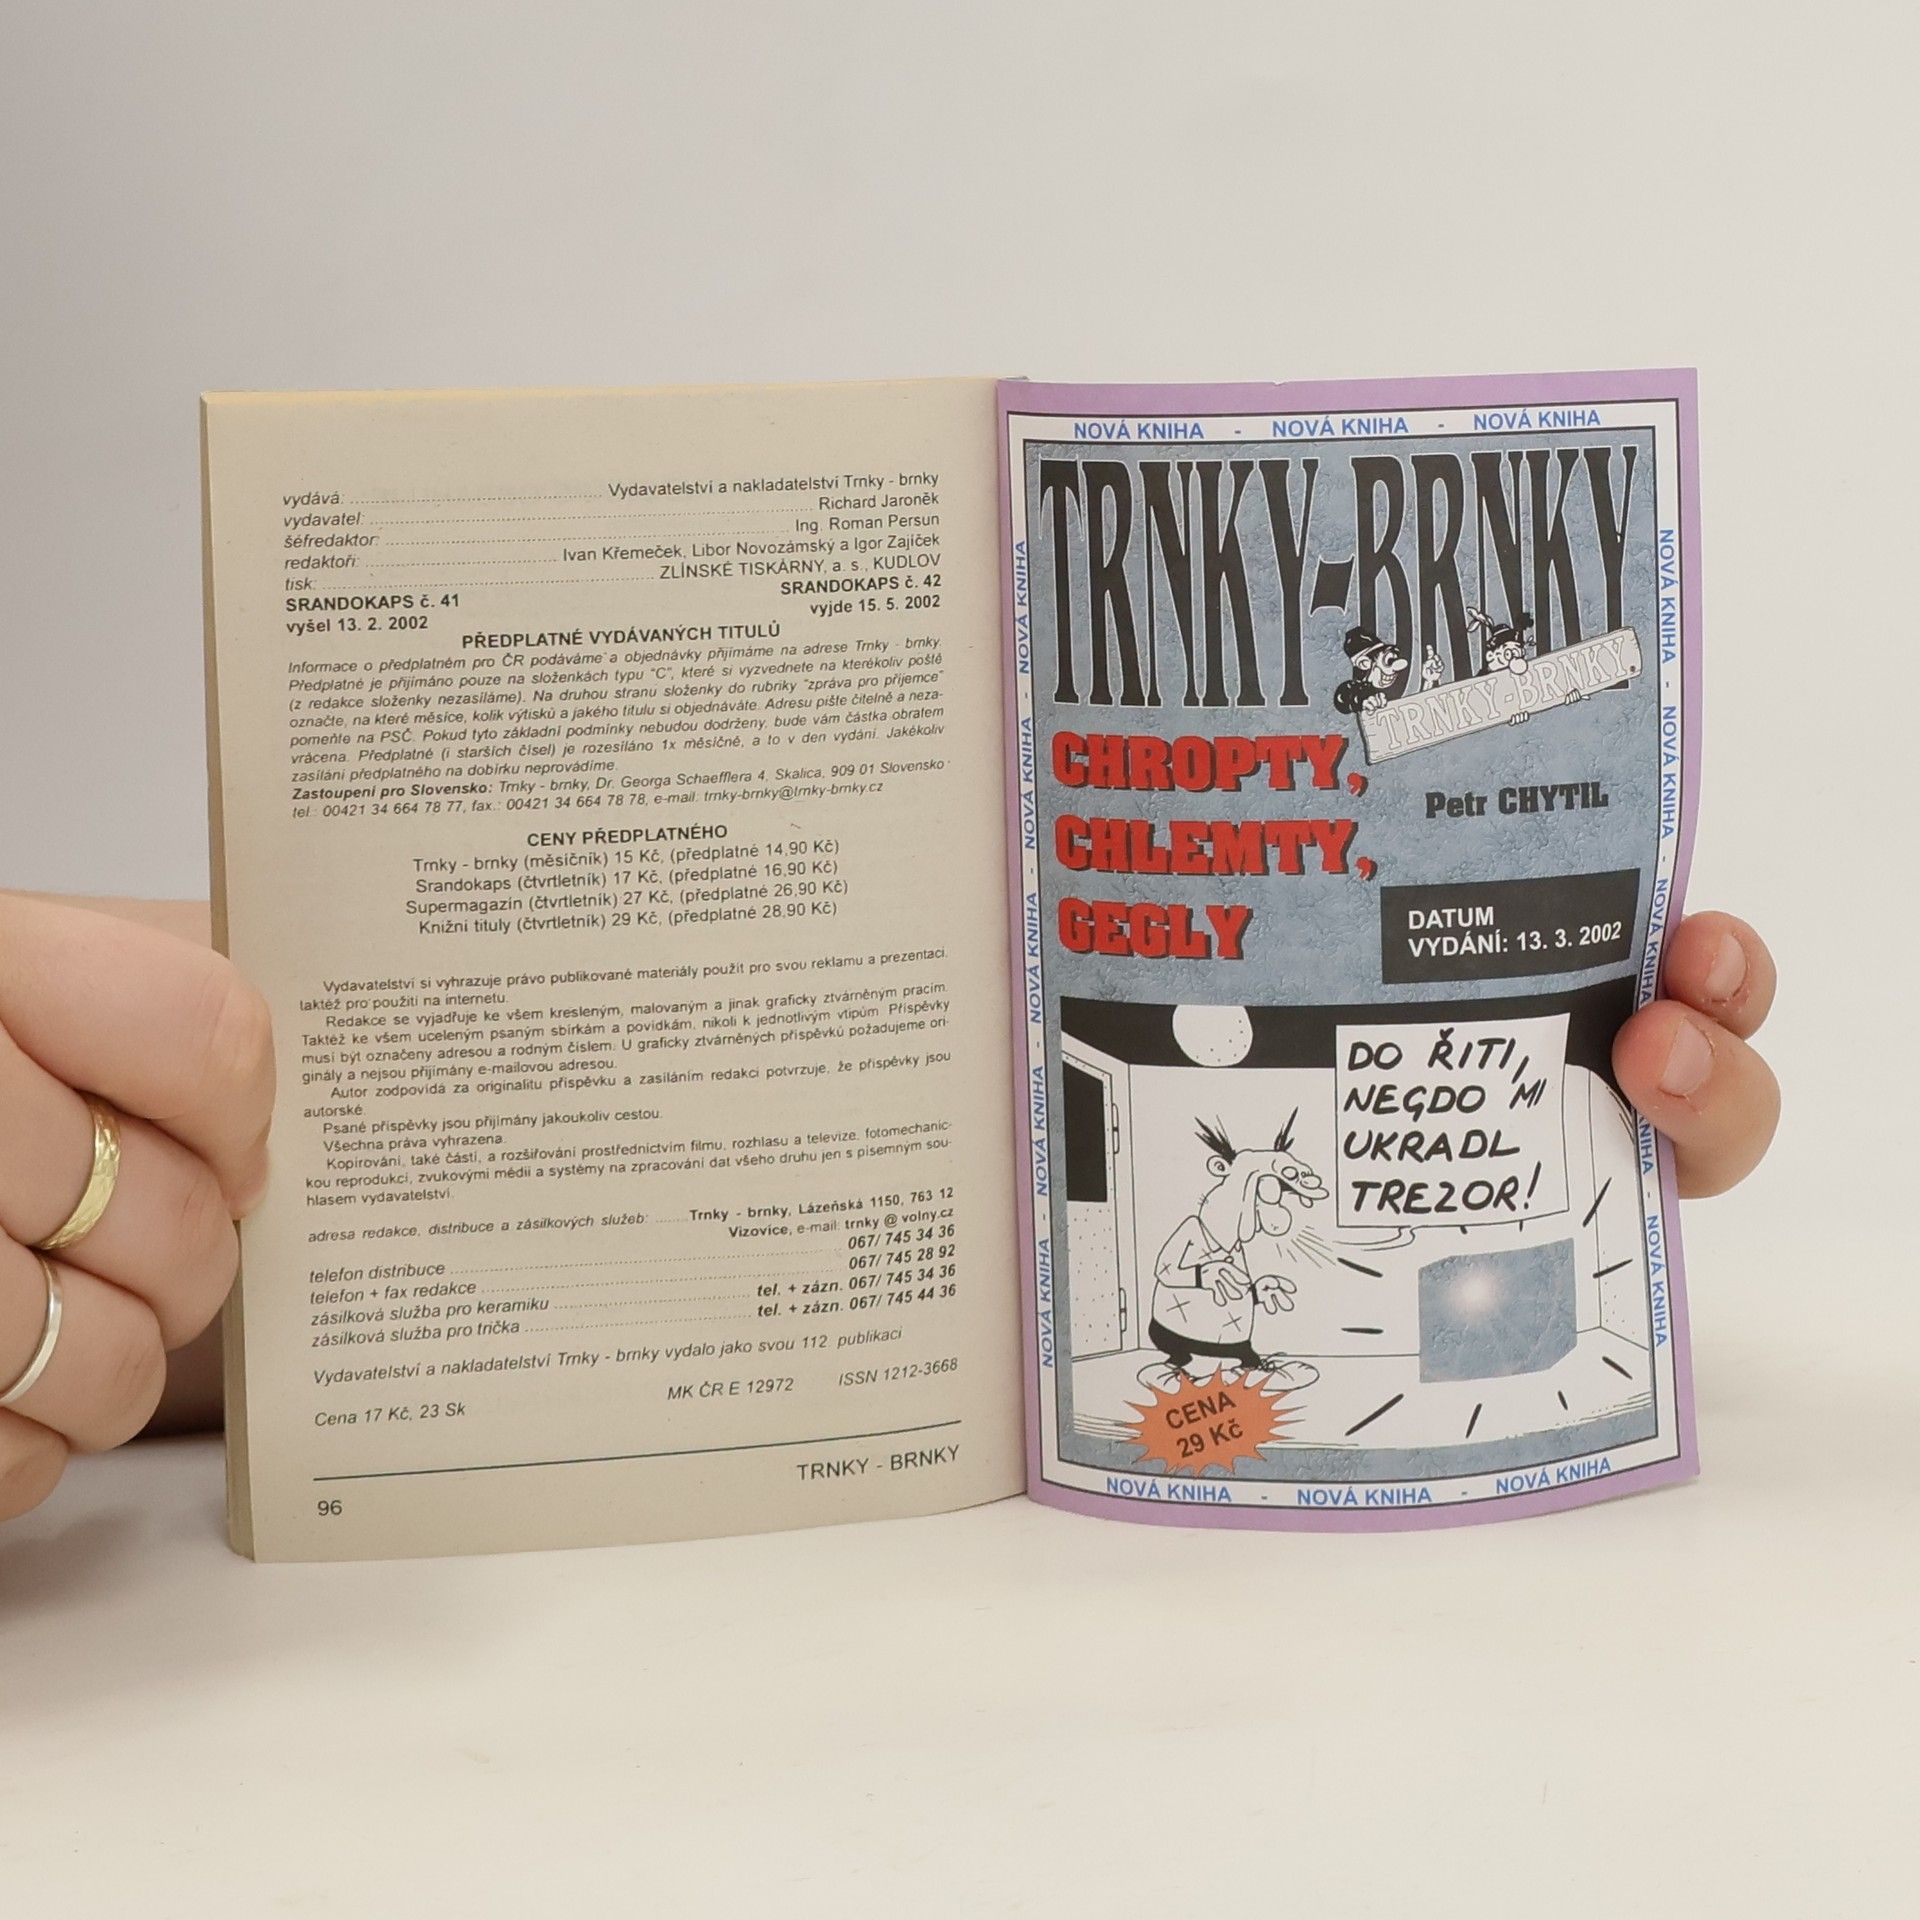 vydává: ........ Vydavatelství a nakladatelství Trnky - brnky
vydavatel: ........ Richard Jaroněk
šéfredaktor: ........ Ing. Roman Persun
redaktoři: ........ Ivan Křemeček, Libor Novozámský a Igor Zajíček
tisk: ........ ZLÍNSKÉ TISKÁRNY, a. s., KUDLOV
SRANDOKAPS č. 41 SRANDOKAPS č. 42
vyšel 13. 2. 2002 vyjde 15. 5. 2002
PŘEDPLATNÉ VYDÁVANÝCH TITULŮ
Informace o předplatném pro ČR podáváme a objednávky přijímáme na adrese Trnky - brnky.
Předplatné je přijímáno pouze na složenkách typu "C", které si vyzvednete na kterékoliv poště
(z redakce složenky nezasíláme). Na druhou stranu složenky do rubriky "zpráva pro příjemce"
označte, na které měsíce, kolik výtisků a jakého titulu si objednáváte. Adresu pište čitelně a neza-
pomeňte na PSČ. Pokud tyto základní podmínky nebudou dodrženy, bude vám částka obratem
vrácena. Předplatné (i starších čísel) je rozesíláno 1x měsíčně, a to v den vydání. Jakékoliv
zasílání předplatného na dobírku neprovádíme.
Zastoupení pro Slovensko: Trnky - brnky, Dr. Georga Schaefflera 4, Skalica, 909 01 Slovensko
tel.: 00421 34 664 78 77, fax.: 00421 34 664 78 78, e-mail: trnky-brnky@trnky-brnky.cz
CENY PŘEDPLATNÉHO
Trnky - brnky (měsíčník) 15 Kč, (předplatné 14,90 Kč)
Srandokaps (čtvrtletník) 17 Kč, (předplatné 16,90 Kč)
Supermagazín (čtvrtletník) 27 Kč, (předplatné 26,90 Kč)
Knižní tituly (čtvrtletník) 29 Kč, (předplatné 28,90 Kč)
Vydavatelství si vyhrazuje právo publikované materiály použít pro svou reklamu a prezentaci,
taktéž pro použití na internetu.
Redakce se vyjadřuje ke všem kresleným, malovaným a jinak graficky ztvárněným pracím.
Taktéž ke všem uceleným psaným sbírkám a povídkám, nikoli k jednotlivým vtipům. Příspěvky
musí být označeny adresou a rodným číslem. U graficky ztvárněných příspěvků požadujeme ori-
ginály a nejsou přijímány e-mailovou adresou.
Autor zodpovídá za originalitu příspěvku a zasíláním redakci potvrzuje, že příspěvky jsou
autorské.
Psané příspěvky jsou přijímány jakoukoliv cestou.
Všechna práva vyhrazena.
Kopírování, také částí, a rozšiřování prostřednictvím filmu, rozhlasu a televize, fotomechanic-
kou reprodukcí, zvukovými médii a systémy na zpracování dat všeho druhu jen s písemným sou-
hlasem vydavatelství.
adresa redakce, distribuce a zásilkových služeb: ........ Trnky - brnky, Lázeňská 1150, 763 12
Vizovice, e-mail: trnky @ volny.cz
telefon distribuce ........ 067/ 745 34 36
telefon + fax redakce ........ 067/ 745 28 92
zásilková služba pro keramiku ........ tel. + zázn. 067/ 745 34 36
zásilková služba pro trička ........ tel. + zázn. 067/ 745 44 36
Vydavatelství a nakladatelství Trnky - brnky vydalo jako svou 112. publikaci
MK ČR E 12972 ISSN 1212-3668
Cena 17 Kč, 23 Sk
TRNKY - BRNKY
96
NOVÁ KNIHA - NOVÁ KNIHA - NOVÁ KNIHA
TRNKY-BRNKY
TRNKY-BRNKY
CHROPTY,
CHLEMTY,
GEGLY
Petr CHYTIL
DATUM
VYDÁNÍ: 13. 3. 2002
DO ŘITI,
NEGDO MI
UKRADL
TREZOR!
CENA
29 Kč
NOVÁ KNIHA - NOVÁ KNIHA - NOVÁ KNIHA
NOVÁ KNIHA - NOVÁ KNIHA - NOVÁ KNIHA - NOVÁ KNIHA - NOVÁ KNIHA
NOVÁ KNIHA - NOVÁ KNIHA - NOVÁ KNIHA - NOVÁ KNIHA - NOVÁ KNIHA